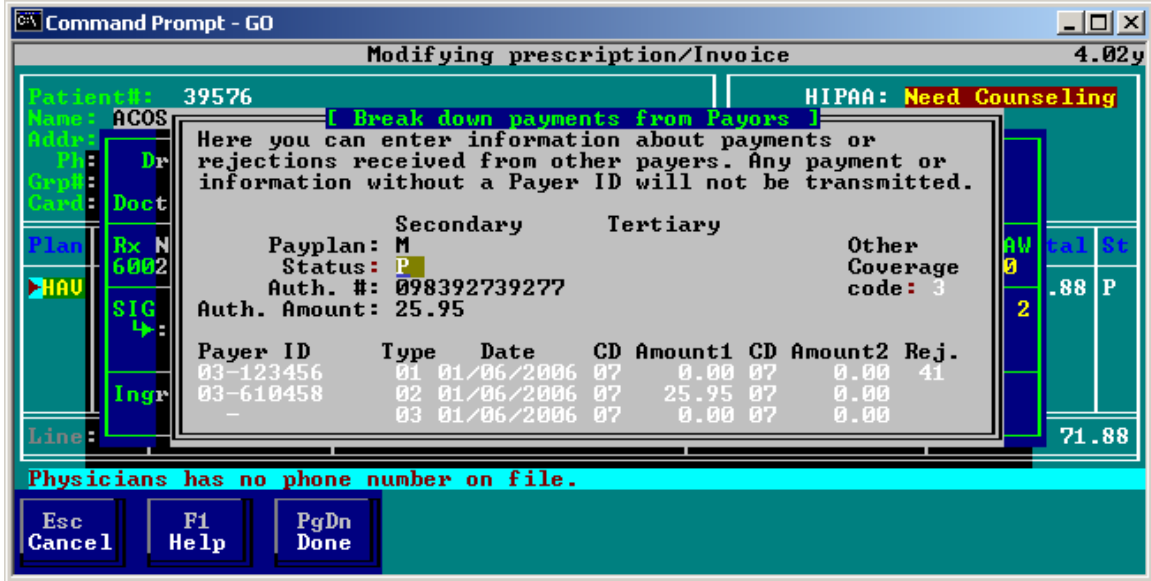 Command Prompt - GO
Modifying prescription/Invoice 4.02y
Patient#: 39576 HIPAA: Need Counseling
Name: ACOS
[ Break down payments from Payors ]
Addr:
Here you can enter information about payments or
Ph: Dr rejections received from other payers. Any payment or
Grp#: information without a Payer ID will not be transmitted.
Card: Doct
Secondary Tertiary
Plan Rx N Payplan: M Other AW tal St
6002 Status: P Coverage 0
HAV Auth. #: 098392739277 code: 3 .88 P
SIG Auth. Amount: 25.95 2
:
Payer ID Type Date CD Amount1 CD Amount2 Rej.
03-123456 01 01/06/2006 07 0.00 07 0.00 41
Ingr 03-610458 02 01/06/2006 07 25.95 07 0.00
- 03 01/06/2006 07 0.00 07 0.00
Line: 71.88
Physicians has no phone number on file.
Esc F1 PgDn
Cancel Help Done